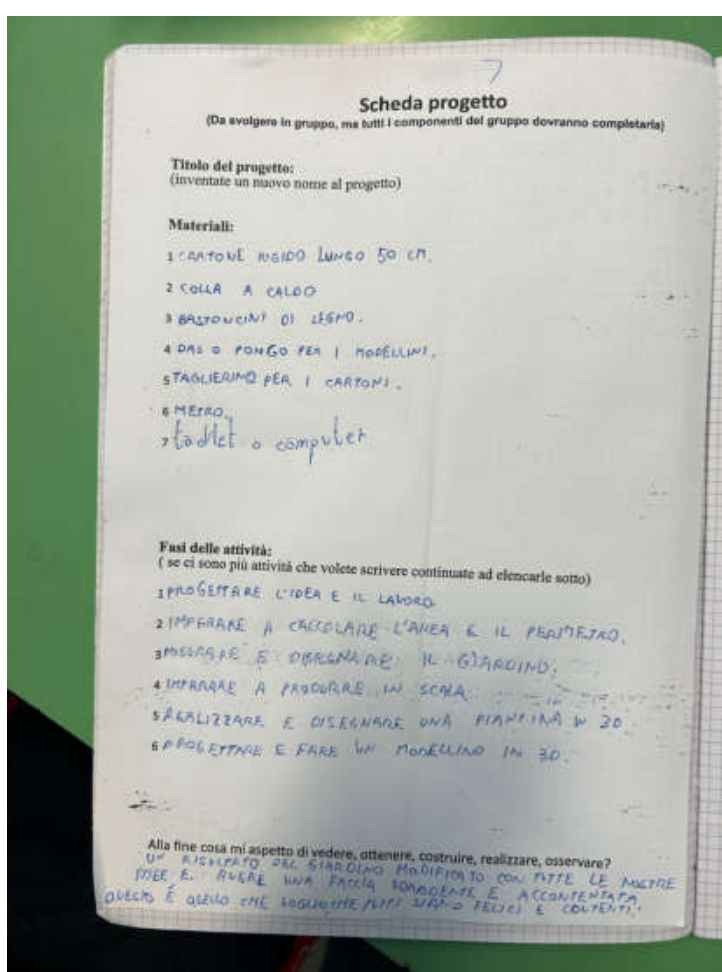 7
Scheda progetto
(Da svolgere in gruppo, ma tutti i componenti del gruppo dovranno completarla)
Titolo del progetto:
(inventate un nuovo nome al progetto)
Materiali:
1 CARTONE RIGIDO LUNGO 50 CM.
2 COLLA A CALDO
3 BASTONCINI DI LEGNO.
4 DAS O PONGO PER I MODELLINI.
5 TAGLIERINO PER I CARTONI.
6 METRO.
7 tablet o computer
Fasi delle attività:
( se ci sono più attività che volete scrivere continuate ad elencarle sotto)
1 PROGETTARE L'IDEA E IL LAVORO
2 IMPARARE A CALCOLARE L'AREA E IL PERIMETRO.
3 MISURARE E DISEGNARE IL GIARDINO.
4 IMPARARE A PRODURRE IN SCALA
5 REALIZZARE E DISEGNARE UNA PIANTINA IN 3D
6 PROGETTARE E FARE UN MODELLINO IN 3D.
Alla fine cosa mi aspetto di vedere, ottenere, costruire, realizzare, osservare?
UN RISULTATO DEL GIARDINO MODIFICATO CON TUTTE LE NOSTRE
IDEE E AVERE UNA FACCIA SORRIDENTE E ACCONTENTATA
QUESTO È QUELLO CHE VOGLIO CHE TUTTI SIANO FELICI E CONTENTI.